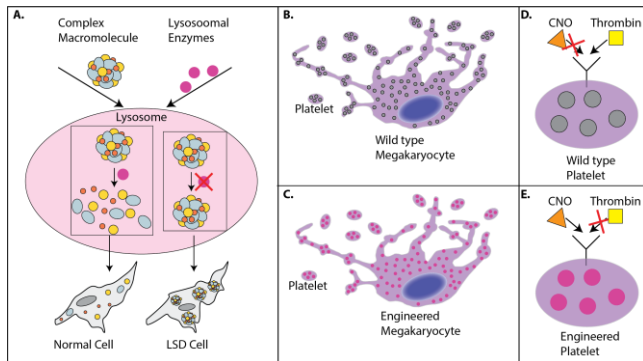 A.
Complex
Macromolecule
Lysosoomal
Enzymes
Lysosome
Normal Cell
LSD Cell
B.
Platelet
Wild type
Megakaryocyte
C.
Platelet
Engineered
Megakaryocyte
D.
CNO
Thrombin
Wild type
Platelet
E.
CNO
Thrombin
Engineered
Platelet